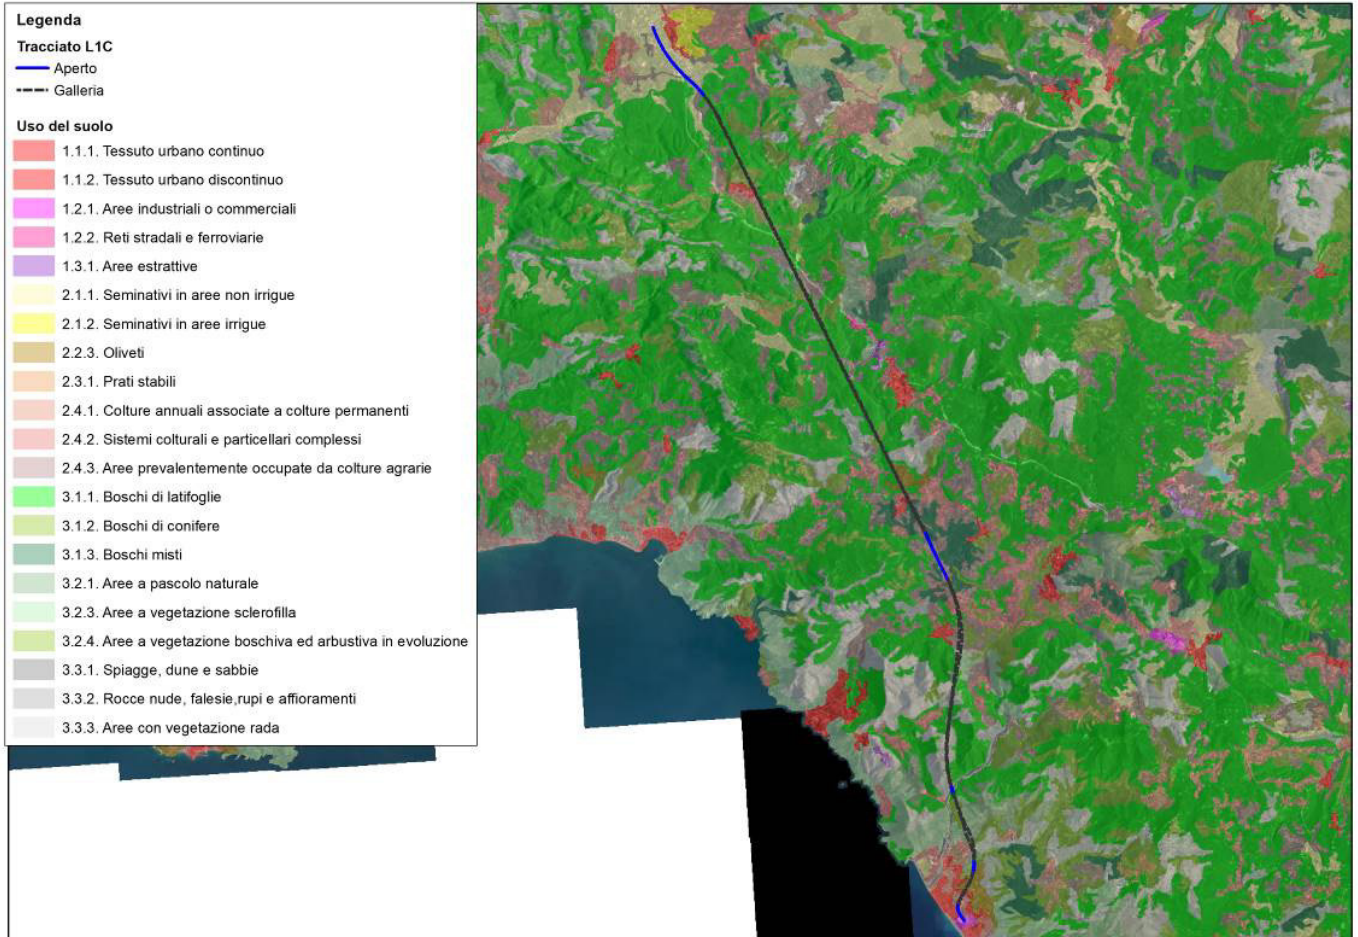 Legenda
Tracciato L1C
Aperto
Galleria
Uso del suolo
1.1.1. Tessuto urbano continuo
1.1.2. Tessuto urbano discontinuo
1.2.1. Aree industriali o commerciali
1.2.2. Reti stradali e ferroviarie
1.3.1. Aree estrattive
2.1.1. Seminativi in aree non irrigue
2.1.2. Seminativi in aree irrigue
2.2.3. Oliveti
2.3.1. Prati stabili
2.4.1. Colture annuali associate a colture permanenti
2.4.2. Sistemi colturali e particellari complessi
2.4.3. Aree prevalentemente occupate da colture agrarie
3.1.1. Boschi di latifoglie
3.1.2. Boschi di conifere
3.1.3. Boschi misti
3.2.1. Aree a pascolo naturale
3.2.3. Aree a vegetazione sclerofilla
3.2.4. Aree a vegetazione boschiva ed arbustiva in evoluzione
3.3.1. Spiagge, dune e sabbie
3.3.2. Rocce nude, falesie,rupi e affioramenti
3.3.3. Aree con vegetazione rada